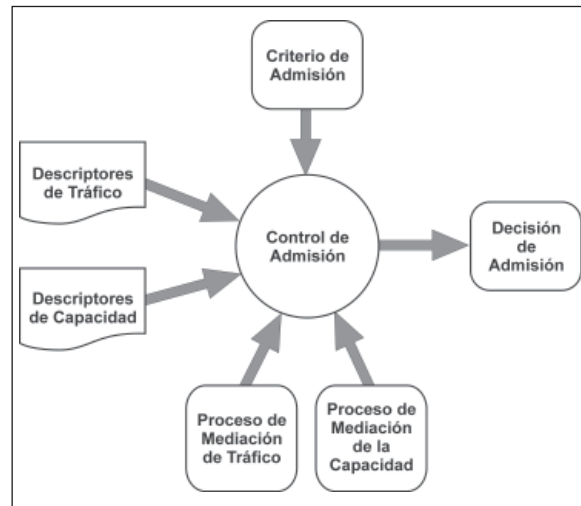 Criterio de
Admisión
Descriptores
de Tráfico
Control de
Admisión
Decisión
de
Admisión
Descriptores
de Capacidad
Proceso de
Mediación
de Tráfico
Proceso de
Mediación
de la
Capacidad